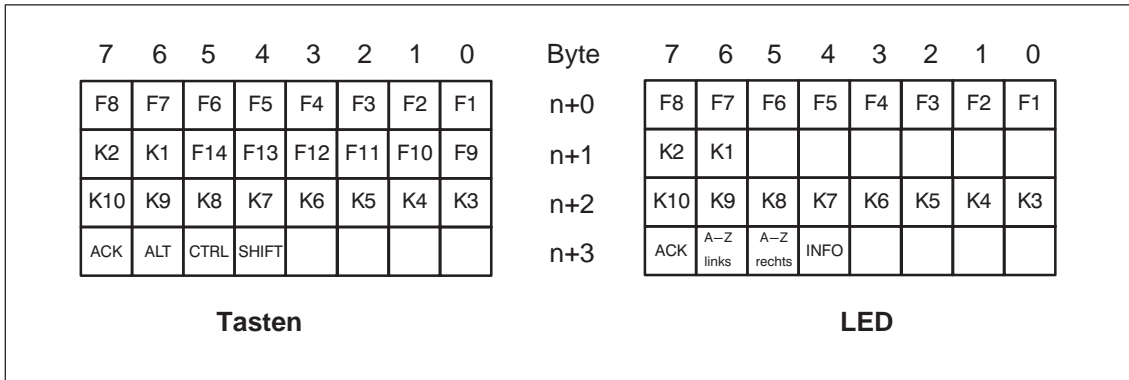 7 6 5 4 3 2 1 0 Byte 7 6 5 4 3 2 1 0
F8 F7 F6 F5 F4 F3 F2 F1 n+0 F8 F7 F6 F5 F4 F3 F2 F1
K2 K1 F14 F13 F12 F11 F10 F9 n+1 K2 K1
K10 K9 K8 K7 K6 K5 K4 K3 n+2 K10 K9 K8 K7 K6 K5 K4 K3
ACK ALT CTRL SHIFT n+3 ACK A–Z links A–Z rechts INFO
Tasten LED